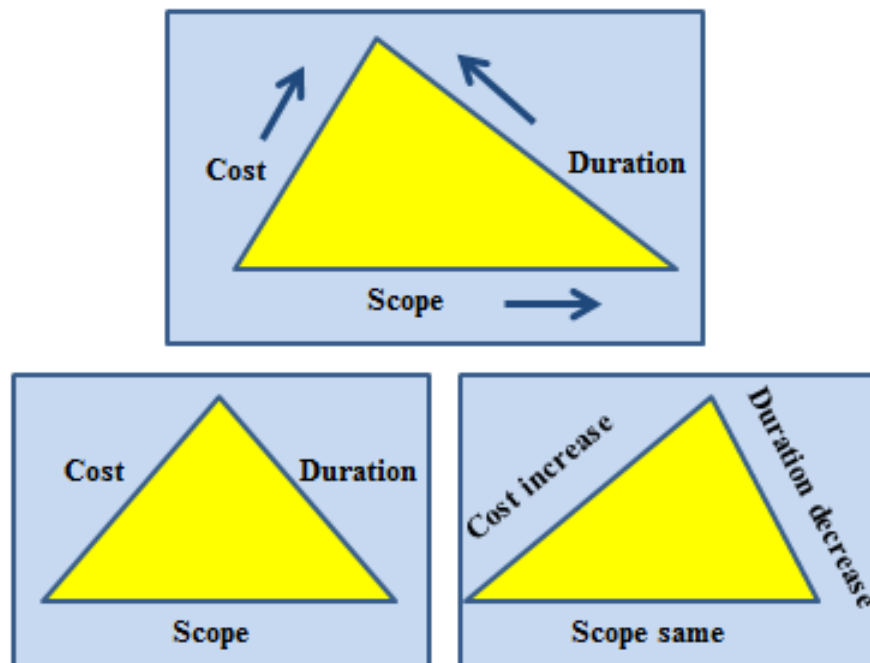 Cost
Duration
Scope
Cost
Duration
Scope
Cost increase
Duration decrease
Scope same